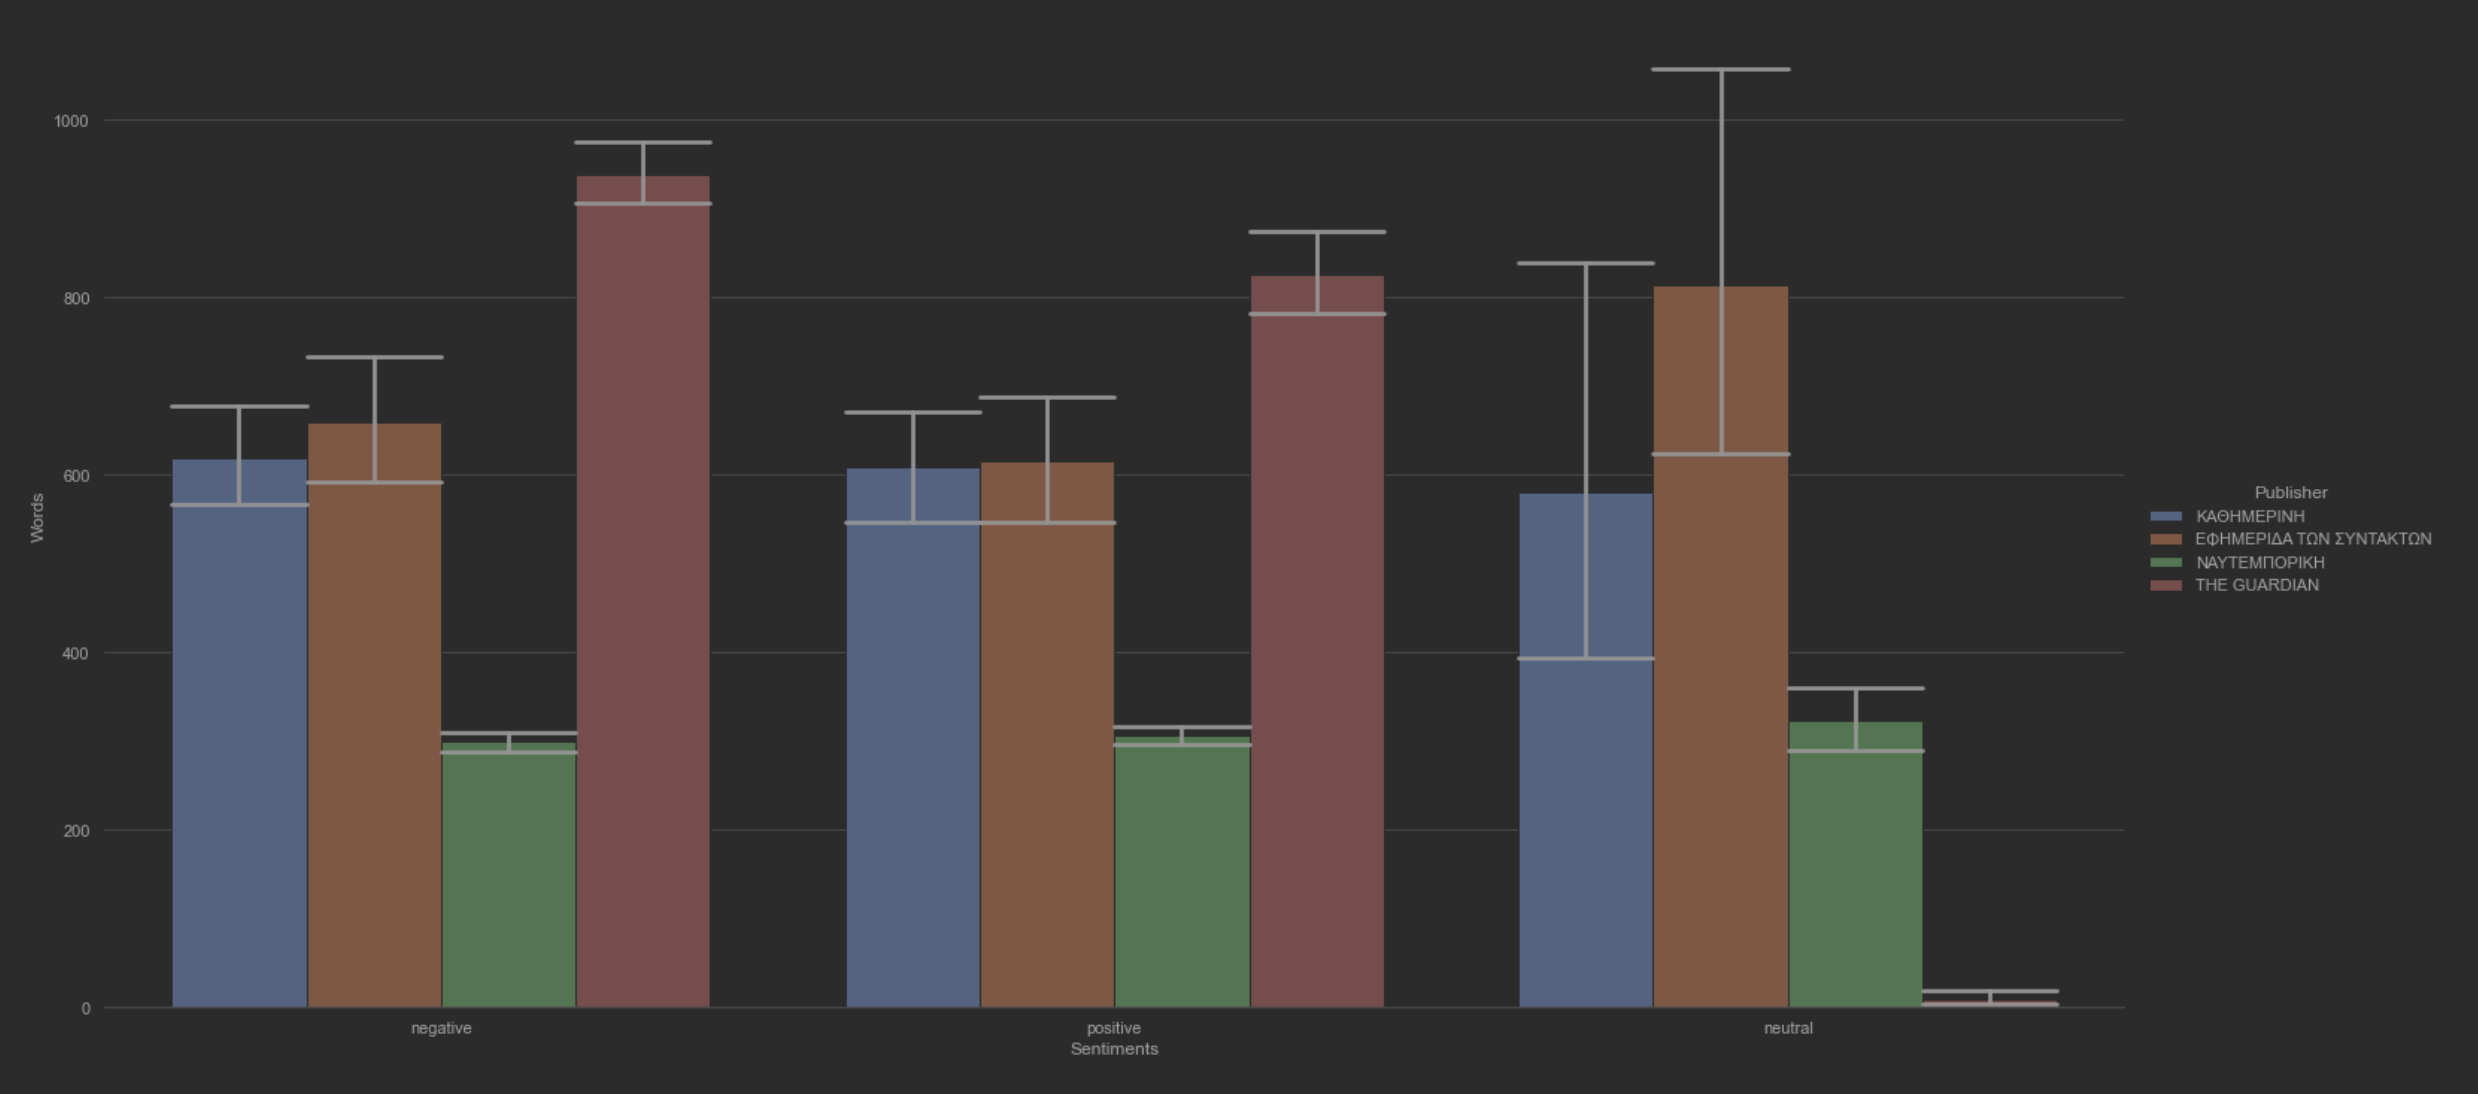 1000
800
600
400
200
0
Words
negative
positive
neutral
Sentiments
Publisher
ΚΑΘΗΜΕΡΙΝΗ
ΕΦΗΜΕΡΙΔΑ ΤΩΝ ΣΥΝΤΑΚΤΩΝ
ΝΑΥΤΕΜΠΟΡΙΚΗ
THE GUARDIAN